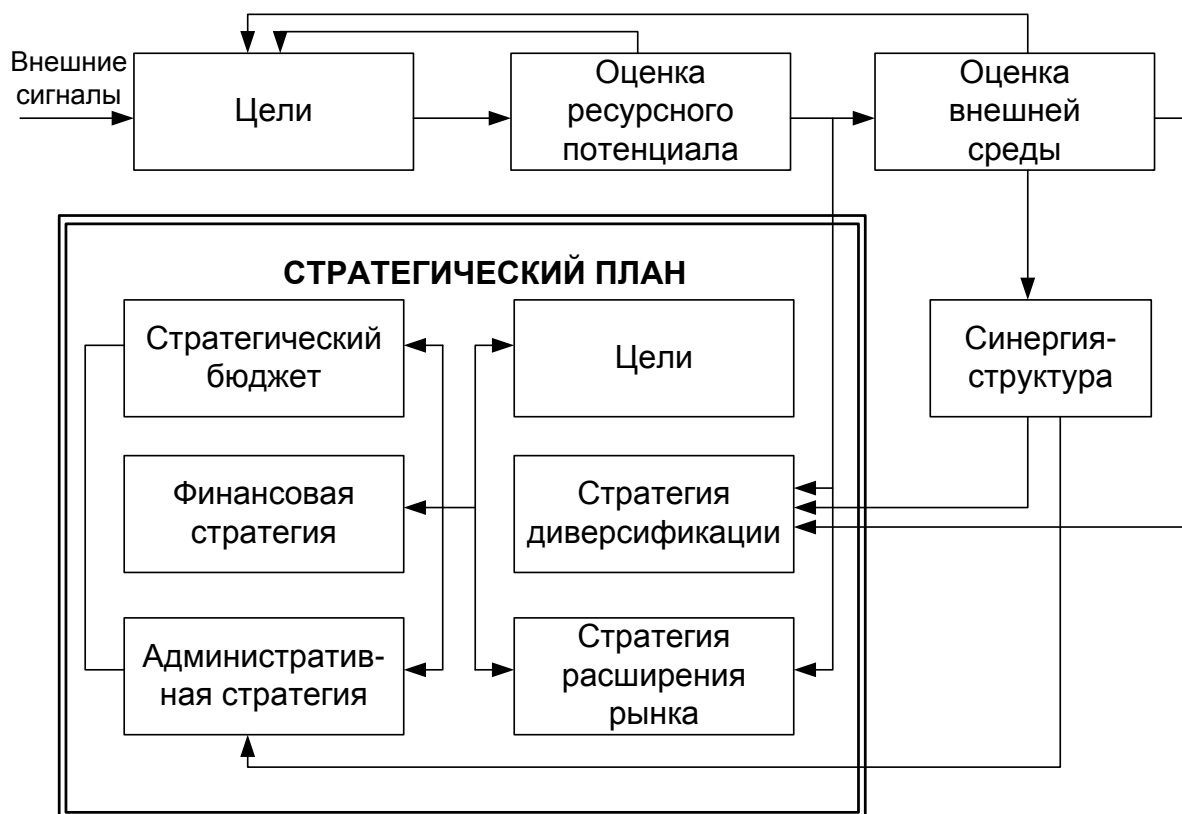 Внешние
сигналы
Цели
Оценка
ресурсного
потенциала
Оценка
внешней
среды
СТРАТЕГИЧЕСКИЙ ПЛАН
Стратегический
бюджет
Цели
Синергия-
структура
Финансовая
стратегия
Стратегия
диверсификации
Административ-
ная стратегия
Стратегия
расширения
рынка